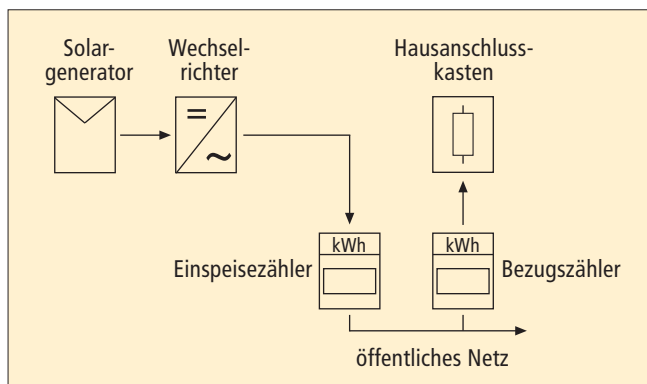 Solar-
generator
Wechsel-
richter
Hausanschluss-
kasten
=
~
kWh
kWh
Einspeisezähler
Bezugszähler
öffentliches Netz